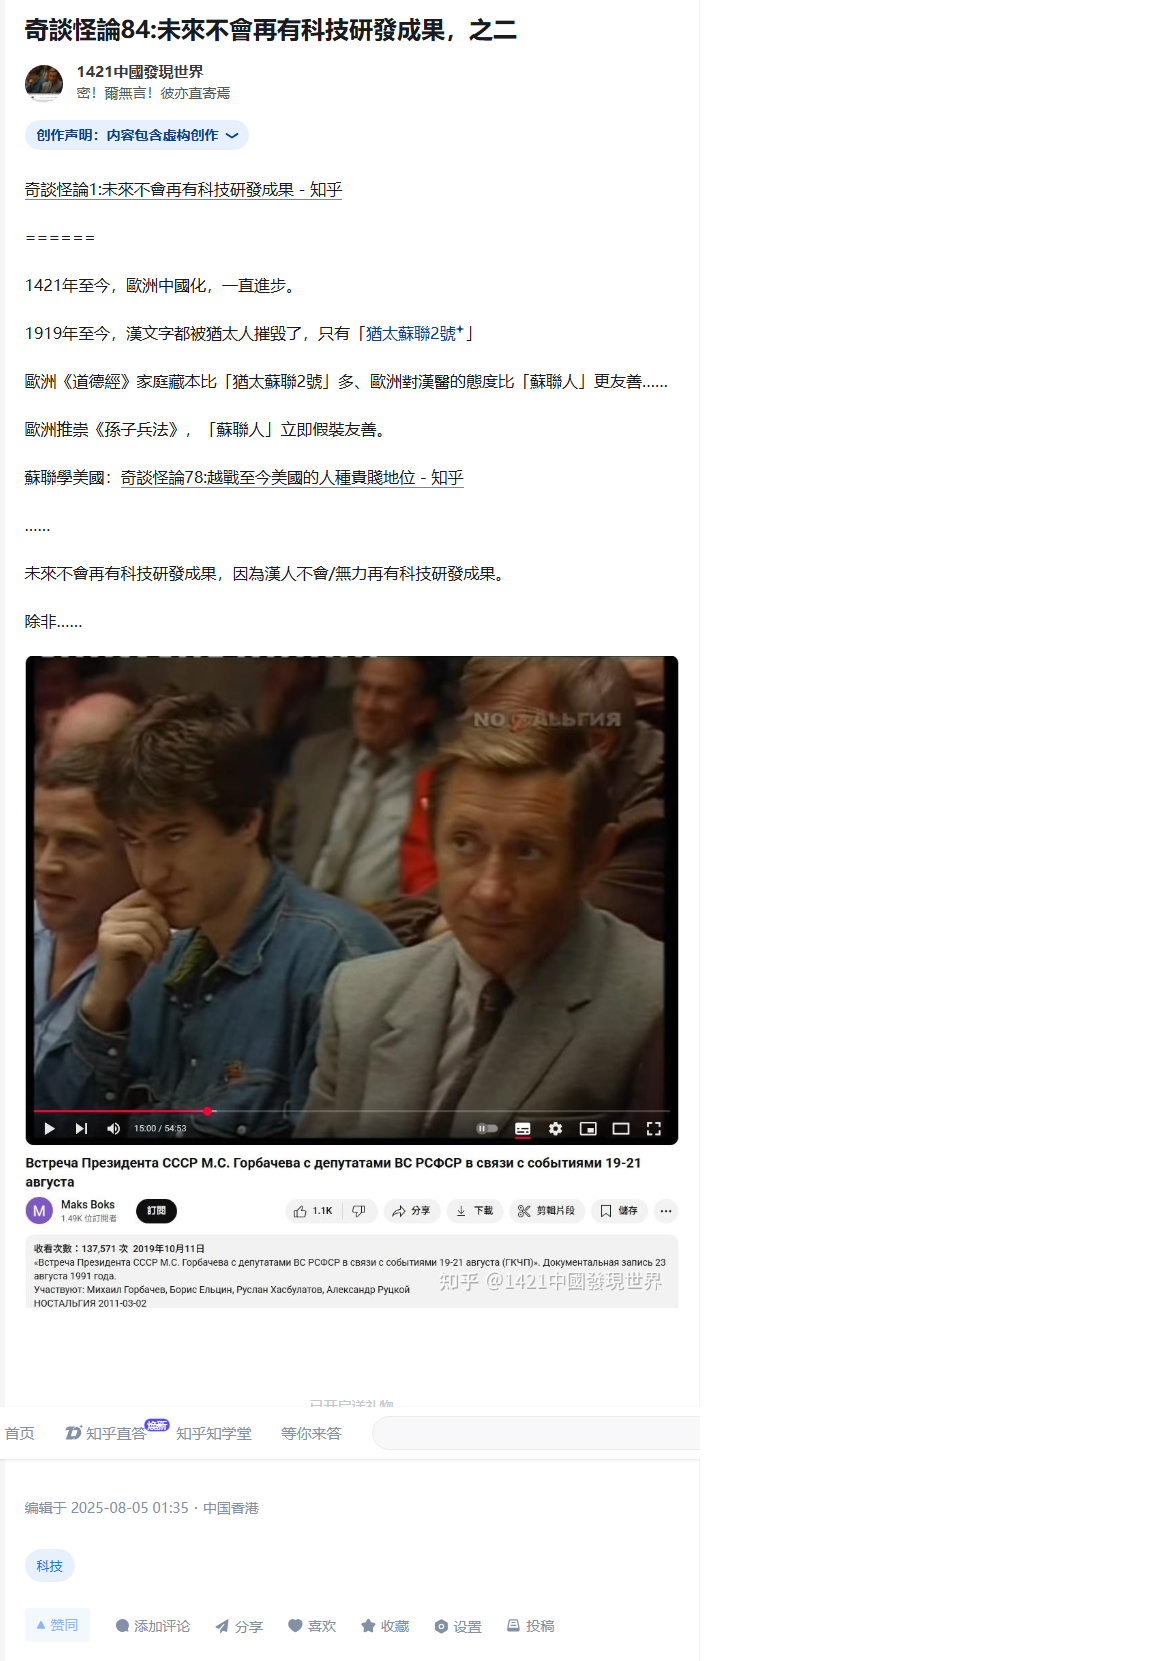 奇談怪論84:未來不會再有科技研發成果，之二
1421中國發現世界
密！爾無言！彼亦直寄焉
创作声明：内容包含虚构创作
奇談怪論1:未來不會再有科技研發成果 - 知乎
======
1421年至今，歐洲中國化，一直進步。
1919年至今，漢文字都被猶太人摧毀了，只有「猶太蘇聯2號」
歐洲《道德經》家庭藏本比「猶太蘇聯2號」多、歐洲對漢醫的態度比「蘇聯人」更友善……
歐洲推崇《孫子兵法》，「蘇聯人」立即假裝友善。
蘇聯學美國：奇談怪論78:越戰至今美國的人種貴賤地位 - 知乎
……
未來不會再有科技研發成果，因為漢人不會/無力再有科技研發成果。
除非……
NOСТАЛЬГИЯ
15:00 / 54:53
Встреча Президента СССР М.С. Горбачева с депутатами ВС РСФСР в связи с событиями 19-21
августа
M
Maks Boks
1.49K 位訂閱者
訂閱
1.1K
分享
下載
剪輯片段
儲存
收看次數：137,571 次 2019年10月11日
«Встреча Президента СССР М.С. Горбачева с депутатами ВС РСФСР в связи с событиями 19-21 августа (ГКЧП)». Документальная запись 23
августа 1991 года.
Участвуют: Михаил Горбачев, Борис Ельцин, Руслан Хасбулатов, Александр Руцкой
НОСТАЛЬГИЯ 2011-03-02
知乎 @1421中國發現世界
已开启送礼物
首页
知乎直答
焕新
知乎知学堂
等你来答
编辑于 2025-08-05 01:35・中国香港
科技
赞同
添加评论
分享
喜欢
收藏
设置
投稿